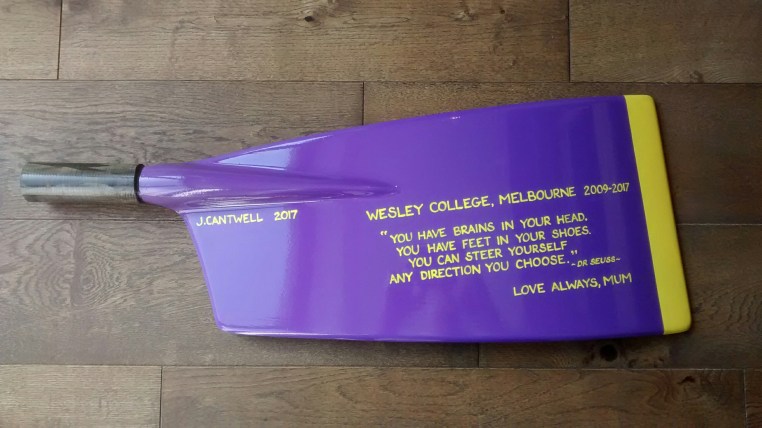 J.CANTWELL 2017
WESLEY COLLEGE, MELBOURNE 2009-2017
"YOU HAVE BRAINS IN YOUR HEAD.
YOU HAVE FEET IN YOUR SHOES.
YOU CAN STEER YOURSELF
ANY DIRECTION YOU CHOOSE." -DR SEUSS-
LOVE ALWAYS, MUM